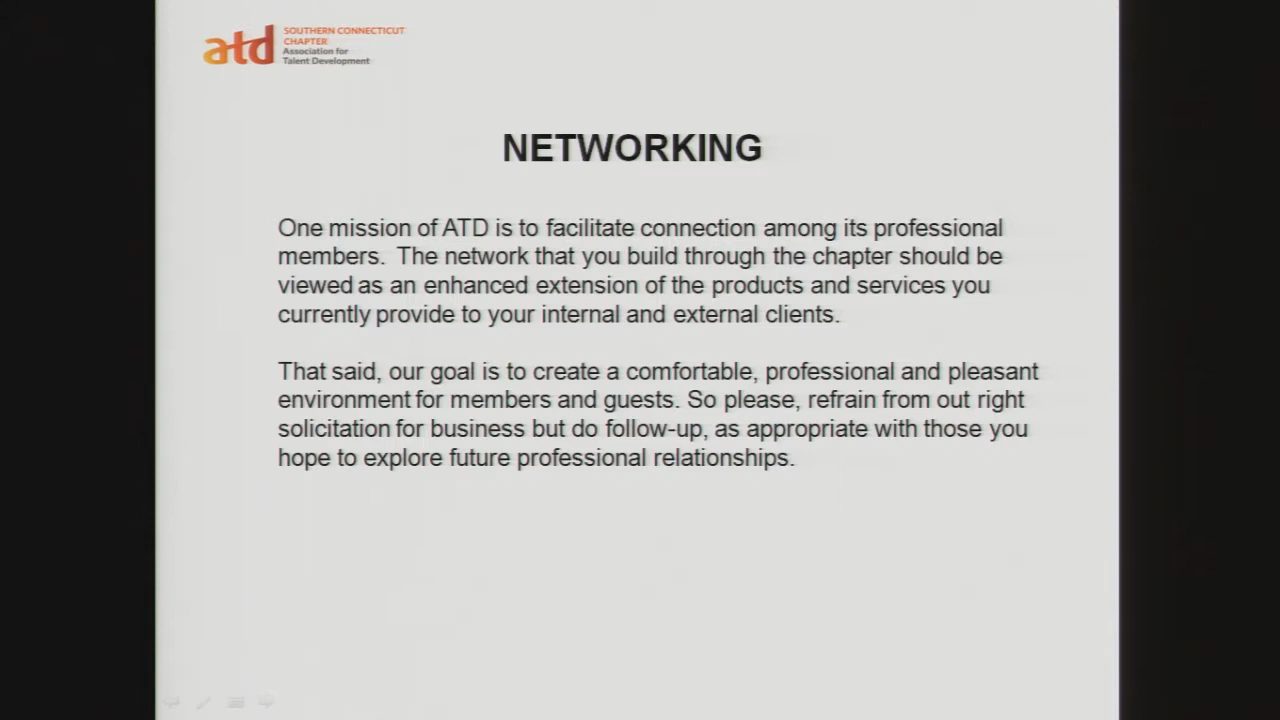 atd
SOUTHERN CONNECTICUT
CHAPTER
Association for
Talent Development
NETWORKING
One mission of ATD is to facilitate connection among its professional
members.  The network that you build through the chapter should be
viewed as an enhanced extension of the products and services you
currently provide to your internal and external clients.
That said, our goal is to create a comfortable, professional and pleasant
environment for members and guests. So please, refrain from out right
solicitation for business but do follow-up, as appropriate with those you
hope to explore future professional relationships.